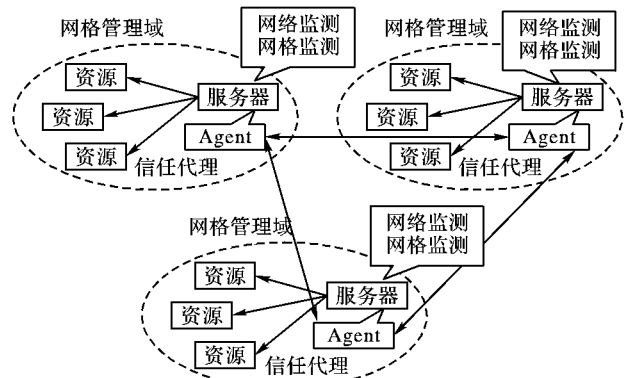 网格管理域
网络监测
网格监测
资源
资源
资源
服务器
Agent
信任代理
网格管理域
网络监测
网格监测
资源
资源
资源
服务器
Agent
信任代理
网格管理域
网络监测
网格监测
资源
资源
资源
服务器
Agent
信任代理